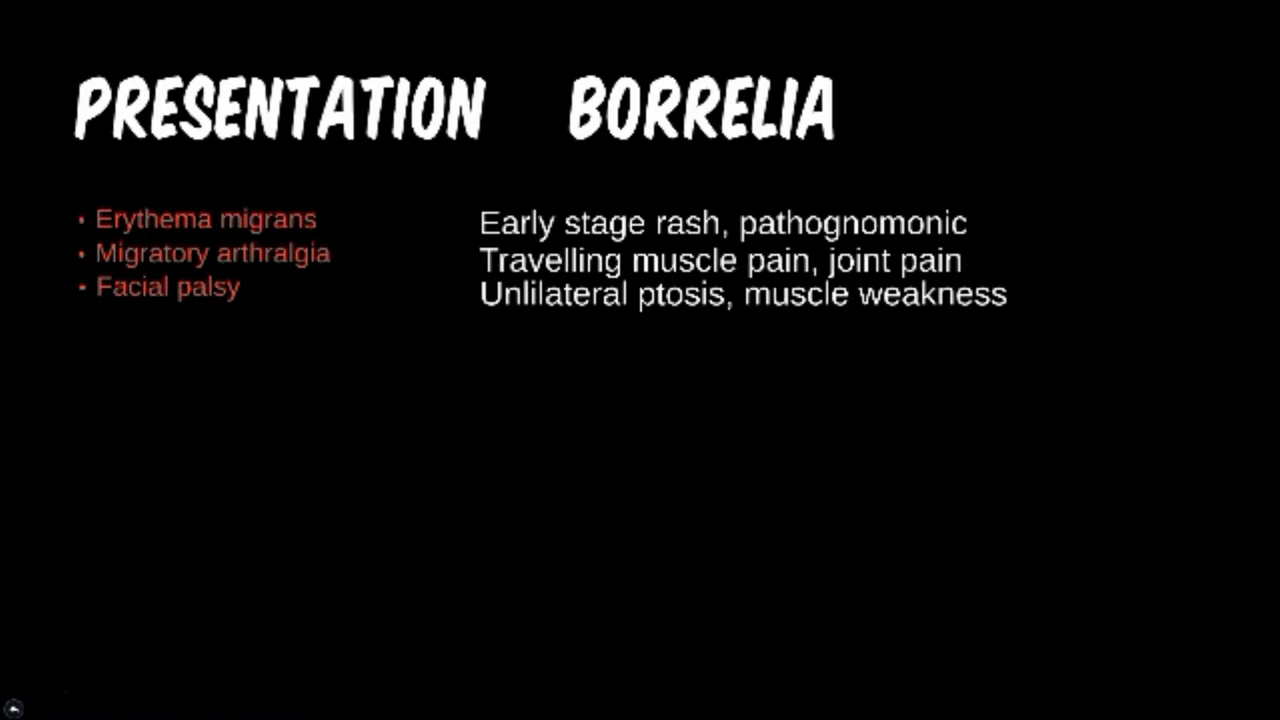 PRESENTATION BORRELIA
• Erythema migrans
Early stage rash, pathognomonic
• Migratory arthralgia
Travelling muscle pain, joint pain
• Facial palsy
Unlilateral ptosis, muscle weakness